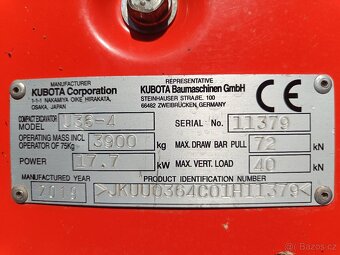 MANUFACTURER
KUBOTA Corporation
1-1-1 NAKAMIYA OIKE HIRAKATA,
OSAKA, JAPAN
REPRESENTATIVE
KUBOTA Baumaschinen GmbH
STEINHAUSER STRAßE, 100
66482 ZWEIBRÜCKEN, GERMANY
CE
COMPACT EXCAVATOR
MODEL U36-4
SERIAL No. 11379
OPERATING MASS INCL
OPERATOR OF 75Kg 3900 kg
MAX. DRAW BAR PULL 72 kN
POWER 17.7 kW
MAX. VERT. LOAD 40 kN
MANUFACTURED YEAR
2019 >JKUU0364C01H11379>
Bazoš.cz